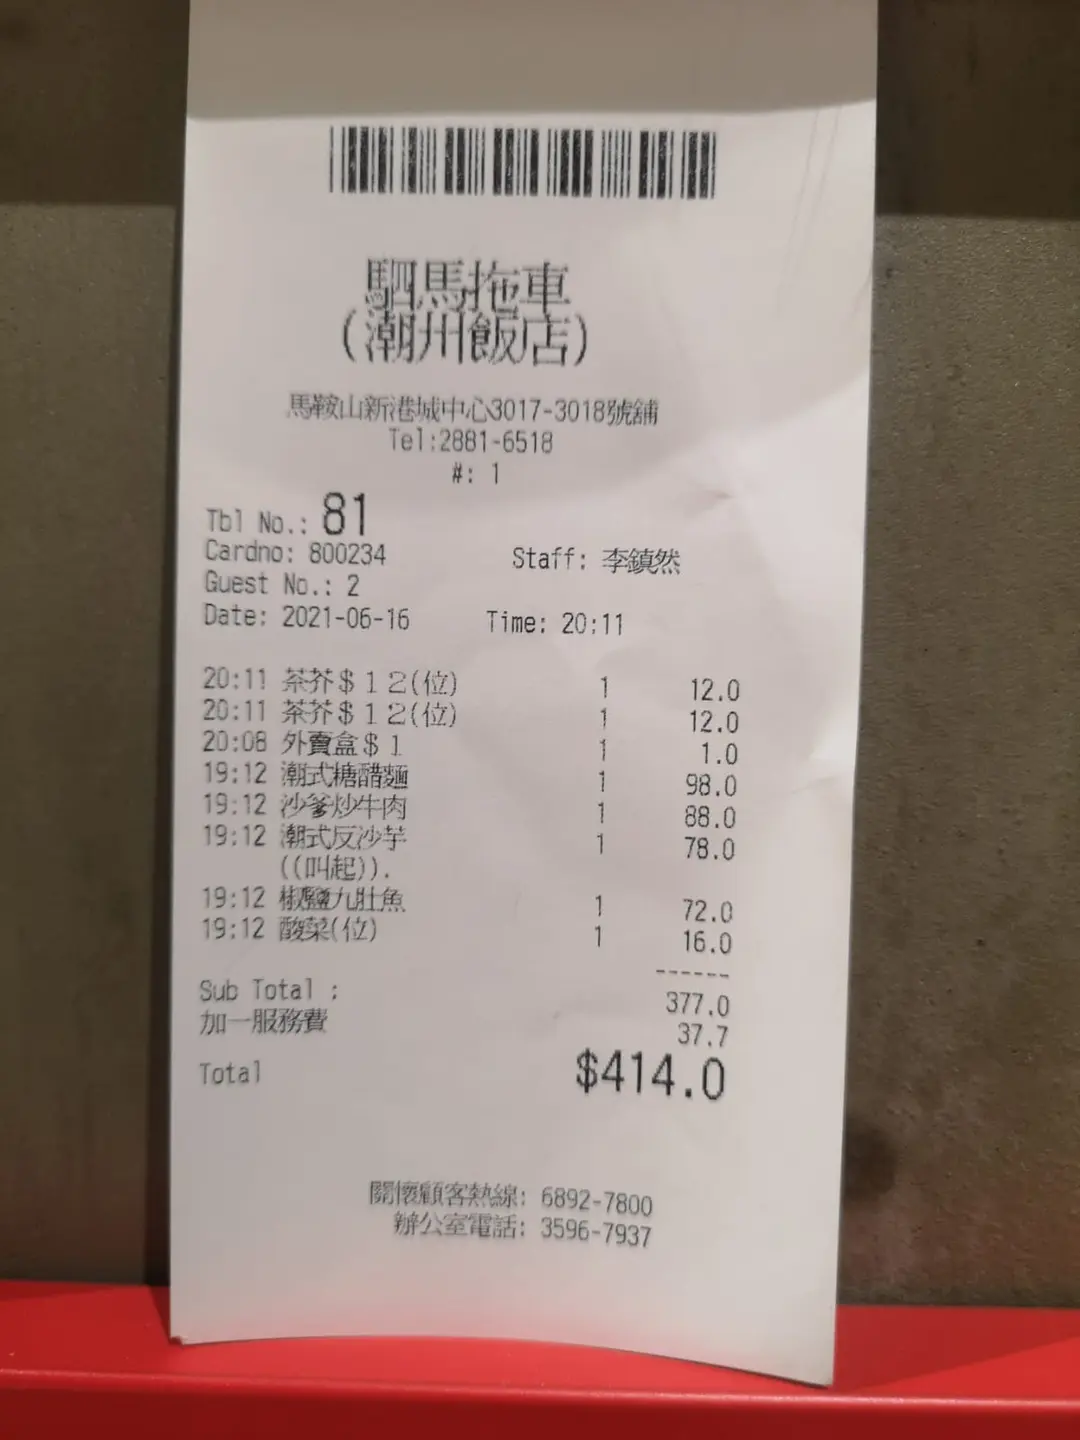 駟馬拖車
(潮州飯店)
馬鞍山新港城中心3017-3018號舖
Tel:2881-6518
#: 1
Tbl No.: 81
Cardno: 800234 Staff: 李鎮然
Guest No.: 2
Date: 2021-06-16 Time: 20:11
20:11 茶芥$12(位) 1 12.0
20:11 茶芥$12(位) 1 12.0
20:08 外賣盒$1 1 1.0
19:12 潮式糖醋麵 1 98.0
19:12 沙爹炒牛肉 1 88.0
19:12 潮式反沙芋 1 78.0
((叫起)).
19:12 椒鹽九肚魚 1 72.0
19:12 酸菜(位) 1 16.0
------
Sub Total : 377.0
加一服務費 37.7
Total $414.0
關懷顧客熱線: 6892-7800
辦公室電話: 3596-7937